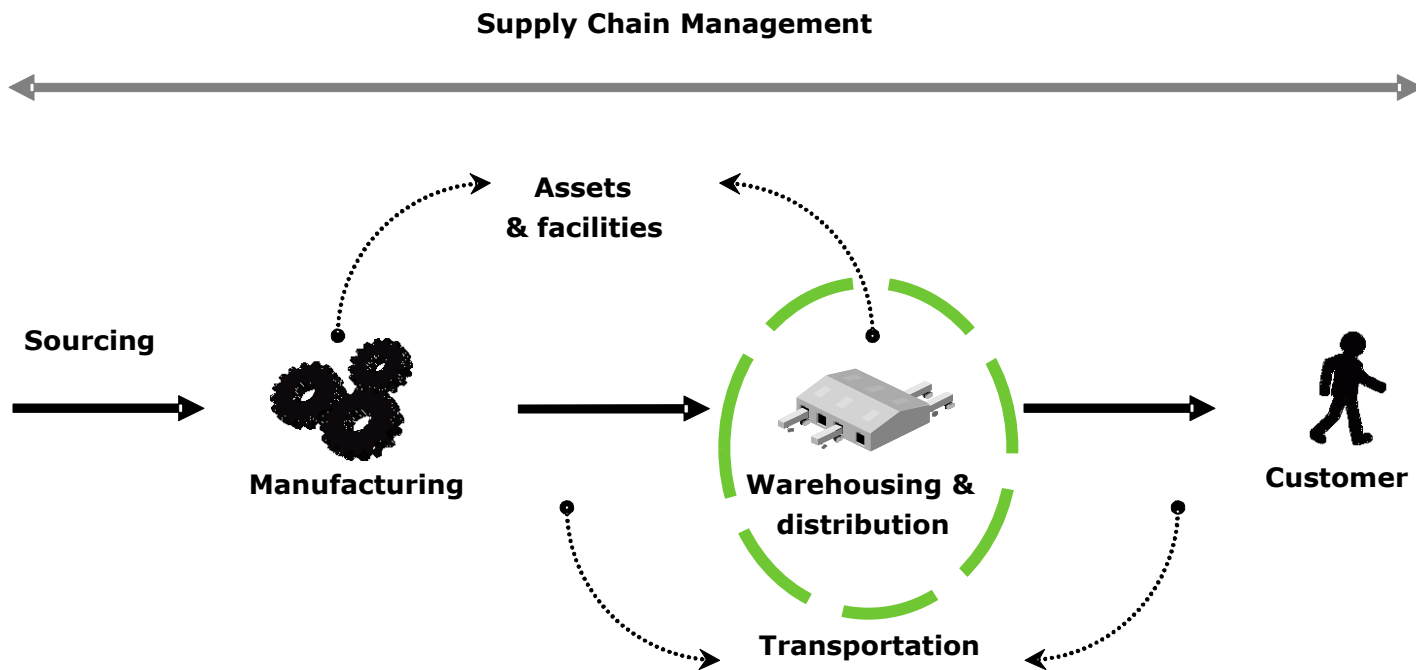 Supply Chain Management
Assets
& facilities
Sourcing
Manufacturing
Warehousing &
distribution
Customer
Transportation